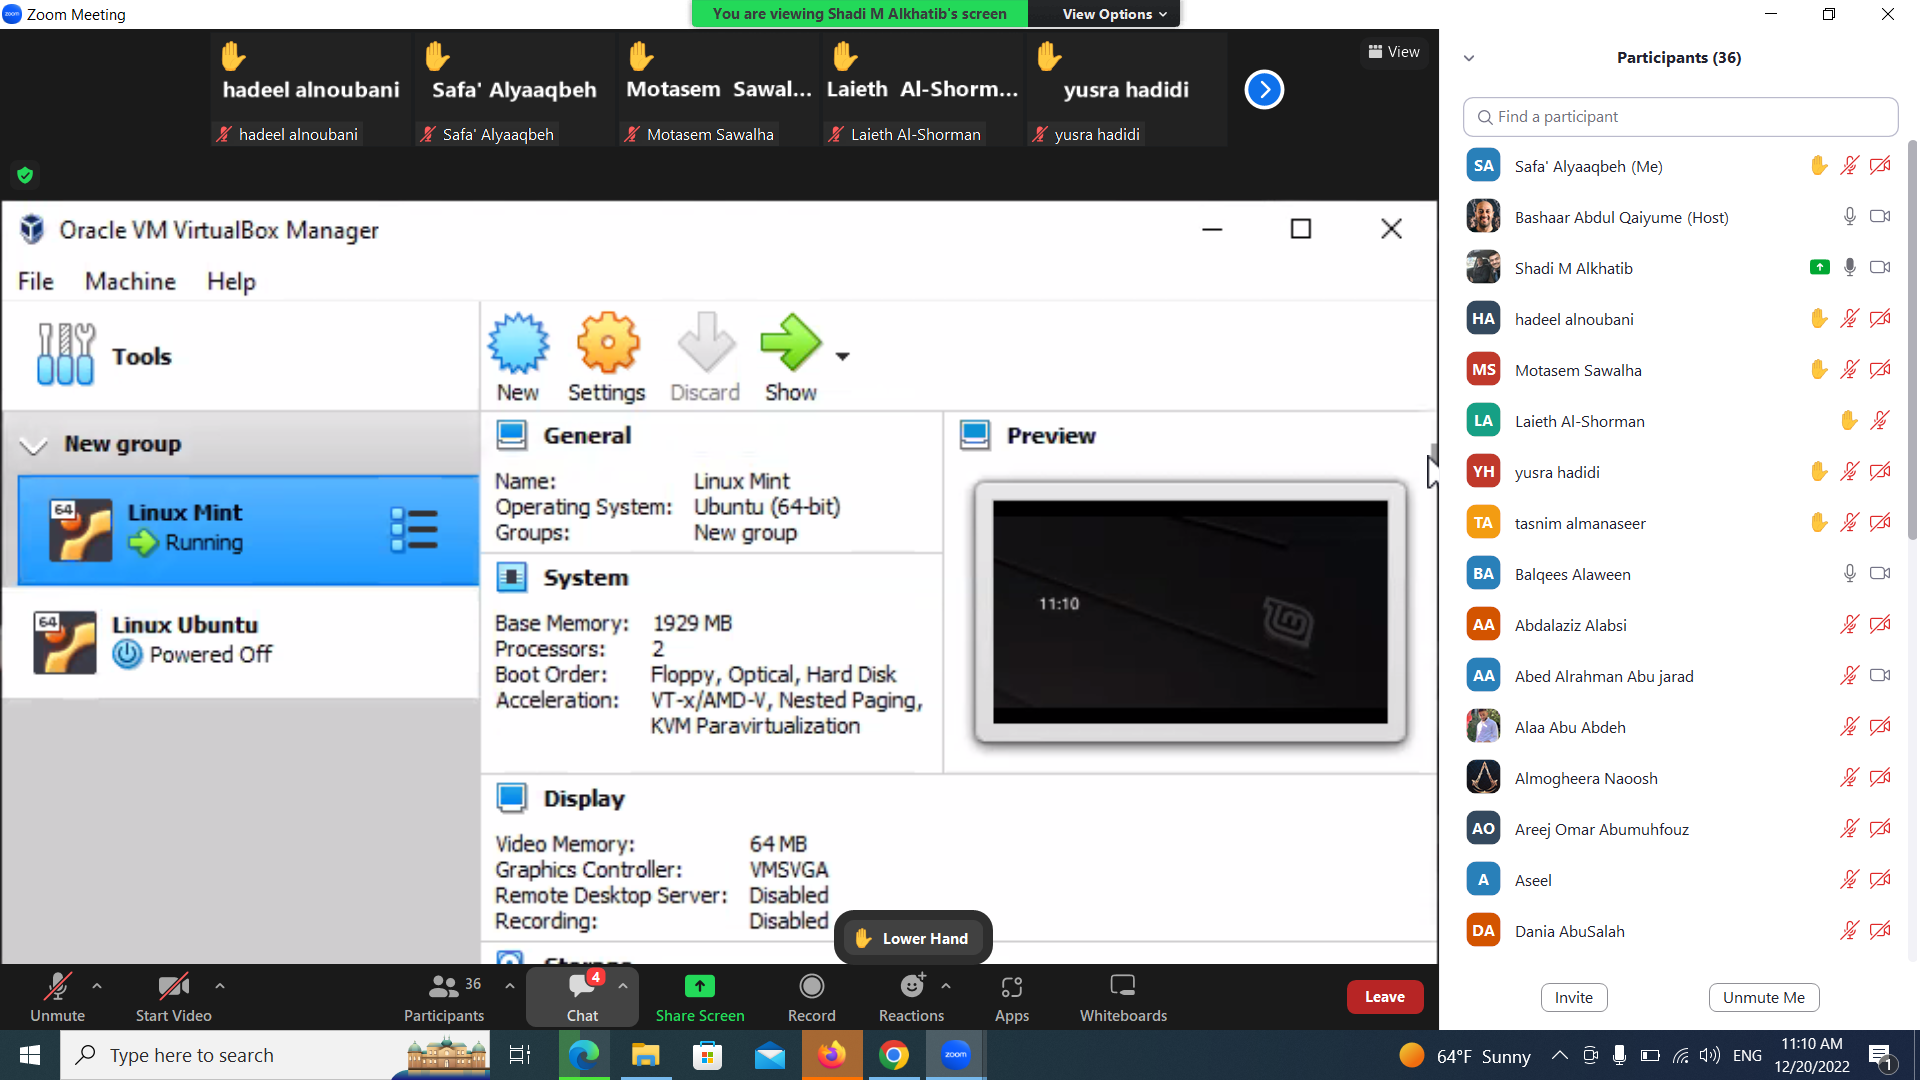 Zoom Meeting
You are viewing Shadi M Alkhatib's screen
View Options
hadeel alnoubani
Safa' Alyaaqbeh
Motasem Sawal...
Laieth Al-Shorm...
yusra hadidi
View
hadeel alnoubani
Safa' Alyaaqbeh
Motasem Sawalha
Laieth Al-Shorman
yusra hadidi
Oracle VM VirtualBox Manager
File Machine Help
Tools
New
Settings
Discard
Show
New group
64
Linux Mint
Running
64
Linux Ubuntu
Powered Off
General
Name: Linux Mint
Operating System: Ubuntu (64-bit)
Groups: New group
System
Base Memory: 1929 MB
Processors: 2
Boot Order: Floppy, Optical, Hard Disk
Acceleration: VT-x/AMD-V, Nested Paging,
KVM Paravirtualization
Preview
11:10
Display
Video Memory: 64 MB
Graphics Controller: VMSVGA
Remote Desktop Server: Disabled
Recording: Disabled
Storage
Lower Hand
Unmute
Start Video
36
Participants
4
Chat
Share Screen
Record
Reactions
Apps
Whiteboards
Leave
Participants (36)
Find a participant
SA Safa' Alyaaqbeh (Me)
Bashaar Abdul Qaiyume (Host)
Shadi M Alkhatib
HA hadeel alnoubani
MS Motasem Sawalha
LA Laieth Al-Shorman
YH yusra hadidi
TA tasnim almanaseer
BA Balqees Alaween
AA Abdalaziz Alabsi
AA Abed Alrahman Abu jarad
Alaa Abu Abdeh
Almogheera Naoosh
AO Areej Omar Abumuhfouz
A Aseel
DA Dania AbuSalah
Invite
Unmute Me
Type here to search
zoom
64°F Sunny
ENG
11:10 AM
12/20/2022
1